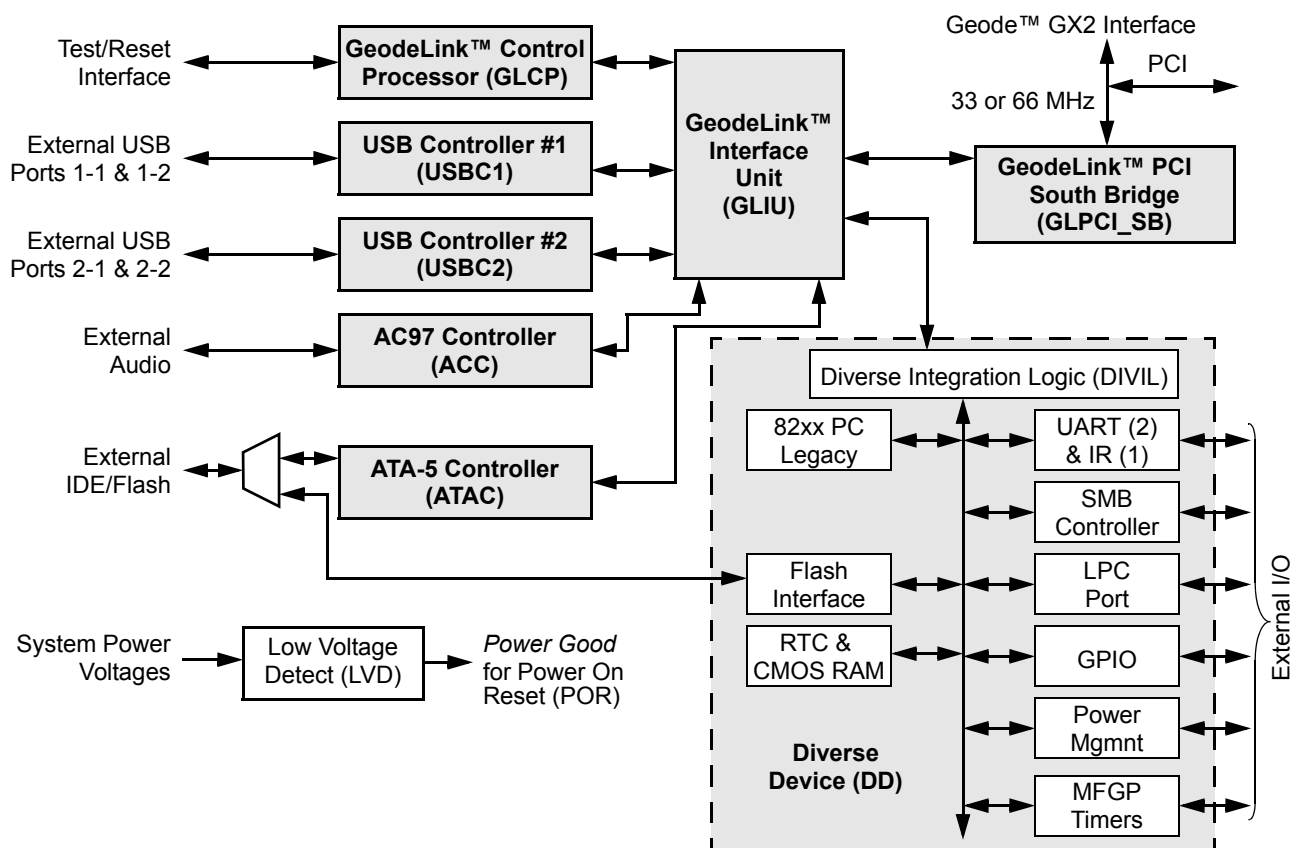 Test/Reset
Interface
GeodeLink™ Control
Processor (GLCP)
External USB
Ports 1-1 & 1-2
USB Controller #1
(USBC1)
External USB
Ports 2-1 & 2-2
USB Controller #2
(USBC2)
External
Audio
AC97 Controller
(ACC)
External
IDE/Flash
ATA-5 Controller
(ATAC)
System Power
Voltages
Low Voltage
Detect (LVD)
Power Good
for Power On
Reset (POR)
GeodeLink™
Interface
Unit
(GLIU)
Geode™ GX2 Interface
PCI
33 or 66 MHz
GeodeLink™ PCI
South Bridge
(GLPCI_SB)
Diverse Integration Logic (DIVIL)
82xx PC
Legacy
UART (2)
& IR (1)
SMB
Controller
Flash
Interface
LPC
Port
RTC &
CMOS RAM
GPIO
Power
Mgmnt
Diverse
Device (DD)
MFGP
Timers
External I/O